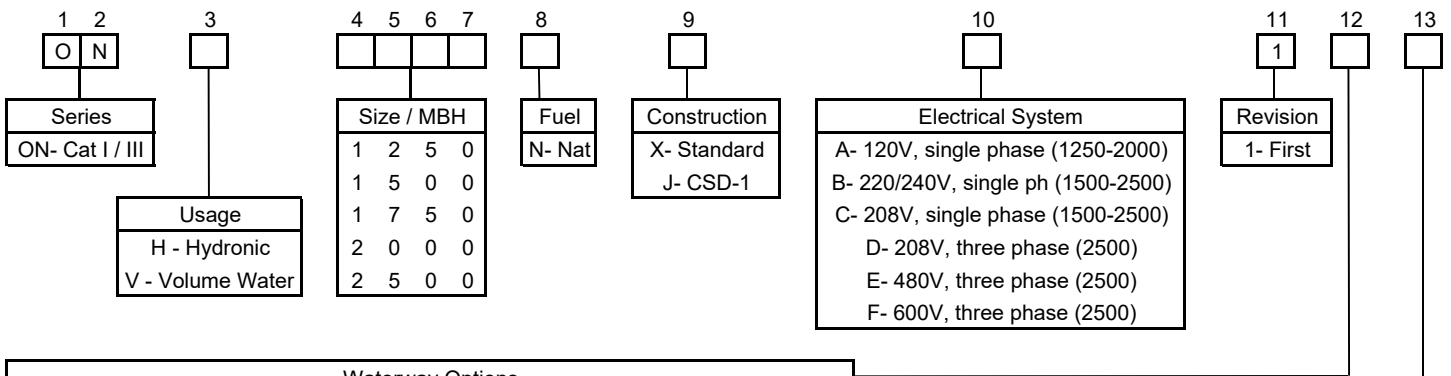 1 2 3 4 5 6 7 8 9 10 11 12 13
O N 1
Series
ON- Cat I / III
Usage
H - Hydronic
V - Volume Water
Size / MBH
1 2 5 0
1 5 0 0
1 7 5 0
2 0 0 0
2 5 0 0
Fuel
N- Nat
Construction
X- Standard
J- CSD-1
Electrical System
A- 120V, single phase (1250-2000)
B- 220/240V, single ph (1500-2500)
C- 208V, single phase (1500-2500)
D- 208V, three phase (2500)
E- 480V, three phase (2500)
F- 600V, three phase (2500)
Revision
1- First
Waterway Options